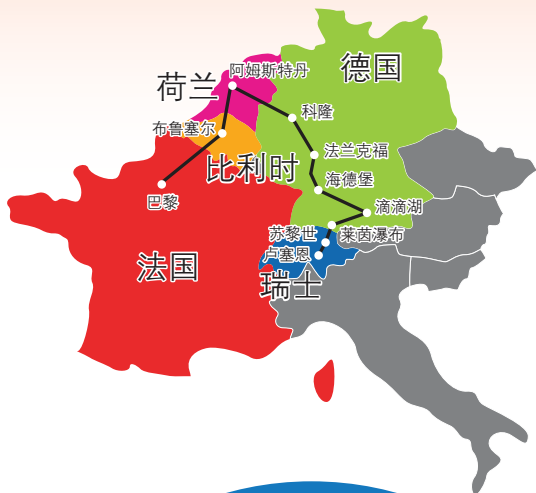 德国
阿姆斯特丹
荷兰
科隆
布鲁塞尔
法兰克福
比利时
海德堡
巴黎
滴滴湖
苏黎世
莱茵瀑布
卢塞恩
法国
瑞士